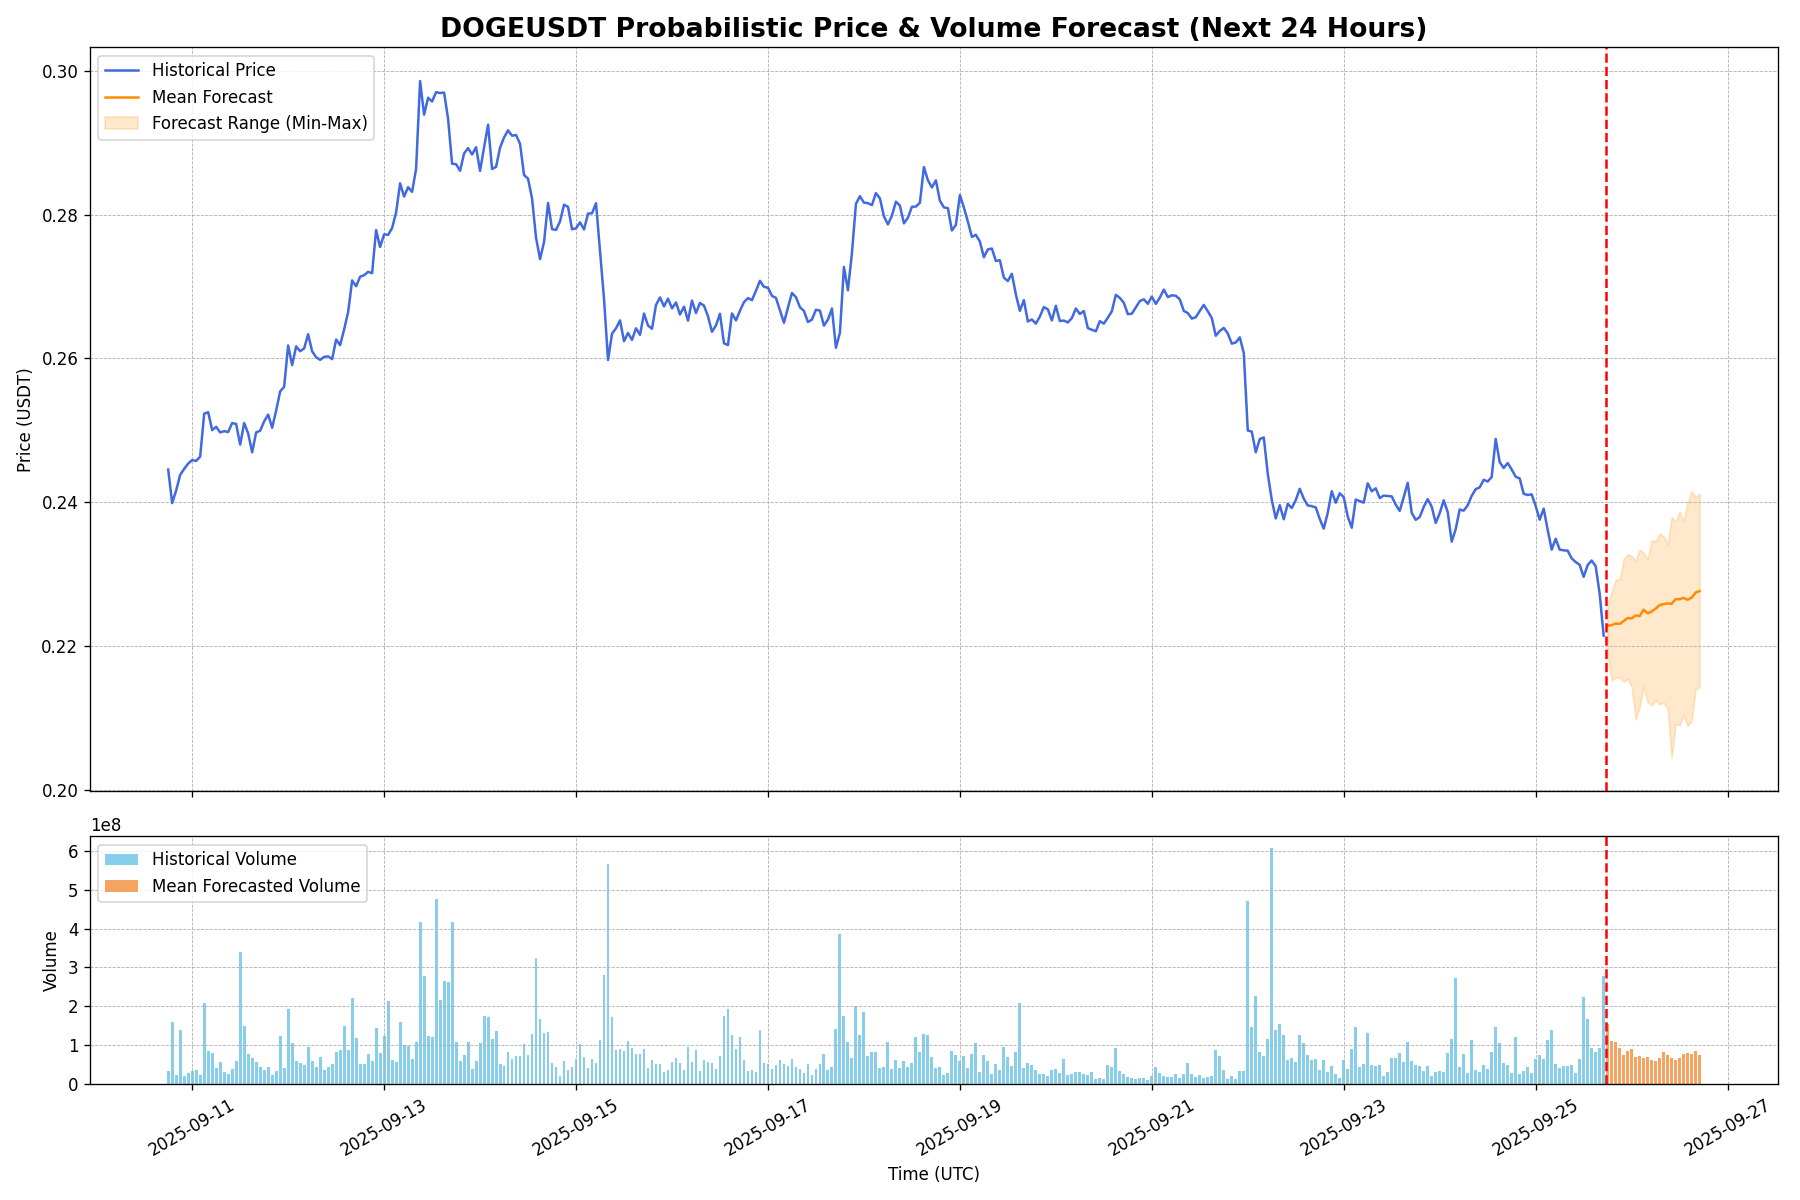 DOGEUSDT Probabilistic Price & Volume Forecast (Next 24 Hours)
Historical Price
Mean Forecast
Forecast Range (Min-Max)
Price (USDT)
0.30
0.28
0.26
0.24
0.22
0.20
1e8
Historical Volume
Mean Forecasted Volume
Volume
6
5
4
3
2
1
0
2025-09-11
2025-09-13
2025-09-15
2025-09-17
2025-09-19
2025-09-21
2025-09-23
2025-09-25
2025-09-27
Time (UTC)